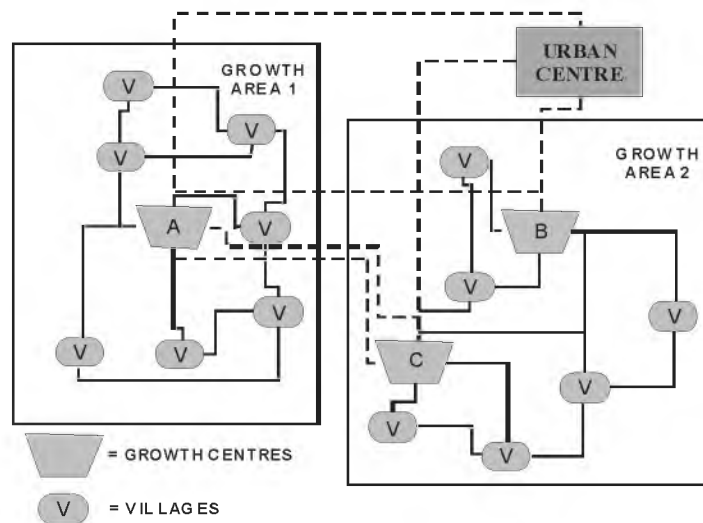 URBAN
CENTRE
GROWTH
AREA 1
V
V
V
A
V
V
V
V
GROWTH
AREA 2
V
B
V
V
C
V
V
V
= GROWTH CENTRES
V = VILLAGES